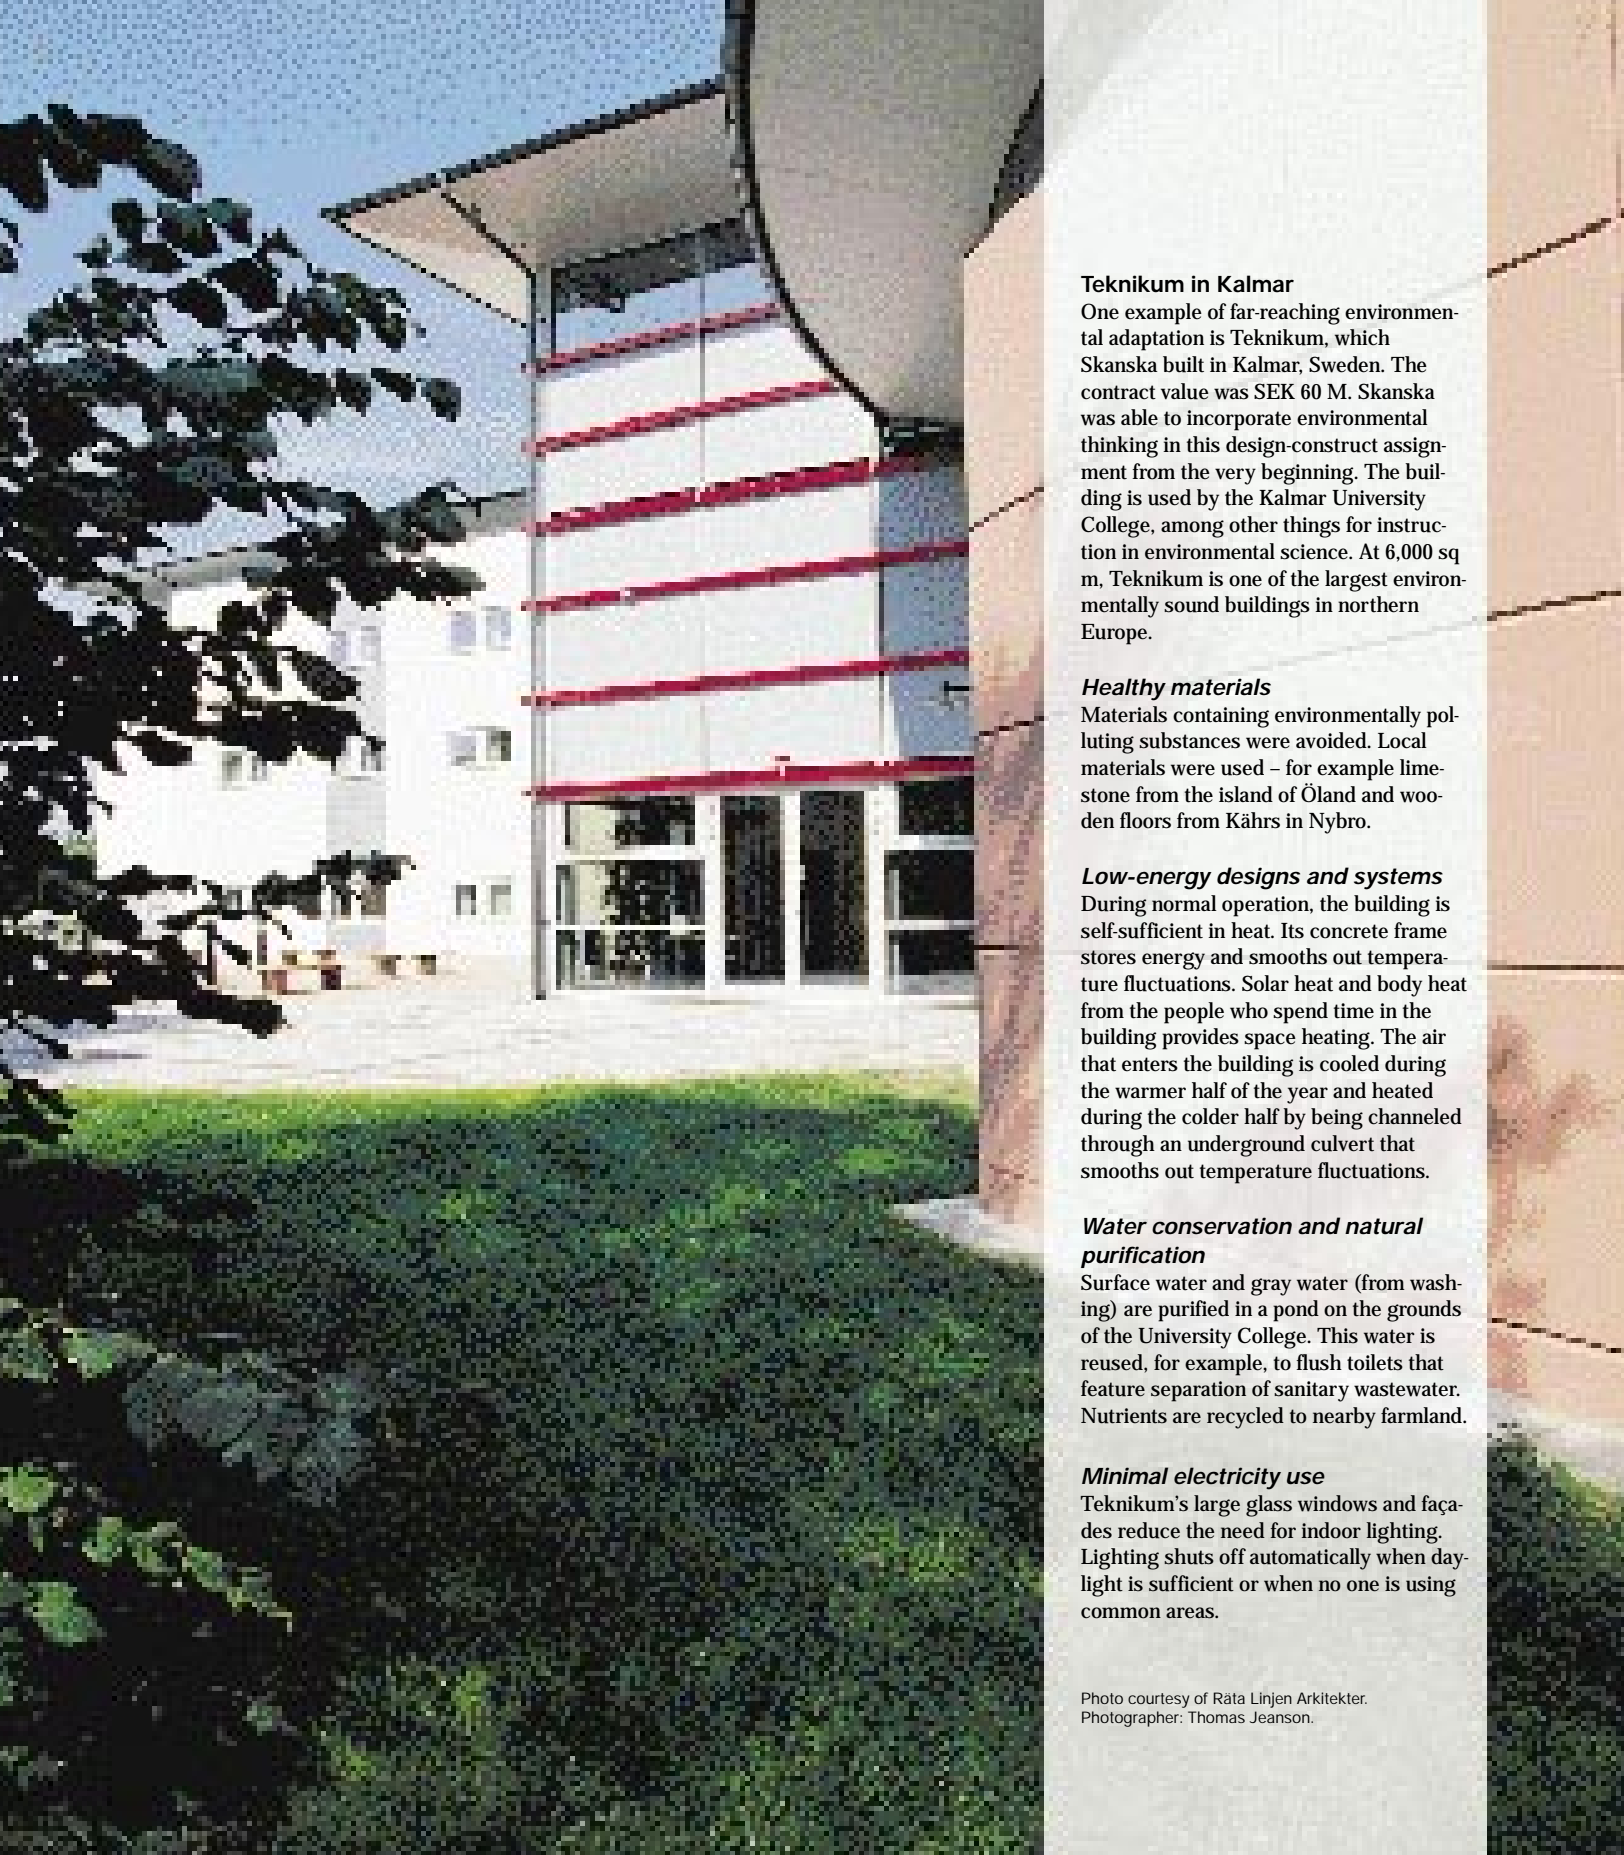 Teknikum in Kalmar
One example of far-reaching environmen-
tal adaptation is Teknikum, which
Skanska built in Kalmar, Sweden. The
contract value was SEK 60 M. Skanska
was able to incorporate environmental
thinking in this design-construct assign-
ment from the very beginning. The buil-
ding is used by the Kalmar University
College, among other things for instruc-
tion in environmental science. At 6,000 sq
m, Teknikum is one of the largest environ-
mentally sound buildings in northern
Europe.
Healthy materials
Materials containing environmentally pol-
luting substances were avoided. Local
materials were used – for example lime-
stone from the island of Öland and woo-
den floors from Kährs in Nybro.
Low-energy designs and systems
During normal operation, the building is
self-sufficient in heat. Its concrete frame
stores energy and smooths out tempera-
ture fluctuations. Solar heat and body heat
from the people who spend time in the
building provides space heating. The air
that enters the building is cooled during
the warmer half of the year and heated
during the colder half by being channeled
through an underground culvert that
smooths out temperature fluctuations.
Water conservation and natural
purification
Surface water and gray water (from wash-
ing) are purified in a pond on the grounds
of the University College. This water is
reused, for example, to flush toilets that
feature separation of sanitary wastewater.
Nutrients are recycled to nearby farmland.
Minimal electricity use
Teknikum's large glass windows and faça-
des reduce the need for indoor lighting.
Lighting shuts off automatically when day-
light is sufficient or when no one is using
common areas.
Photo courtesy of Räta Linjen Arkitekter.
Photographer: Thomas Jeanson.